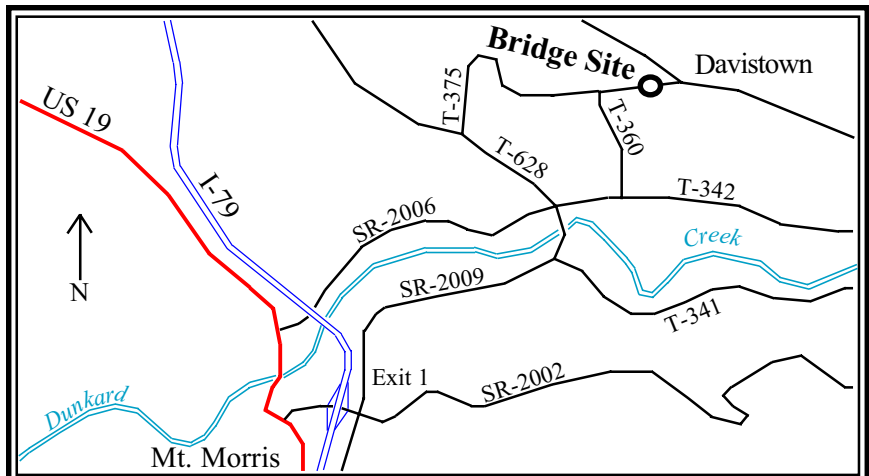 Bridge Site
Davistown
T-375
US 19
T-360
T-628
I-79
T-342
SR-2006
Creek
N
SR-2009
T-341
Exit 1
SR-2002
Dunkard
Mt. Morris